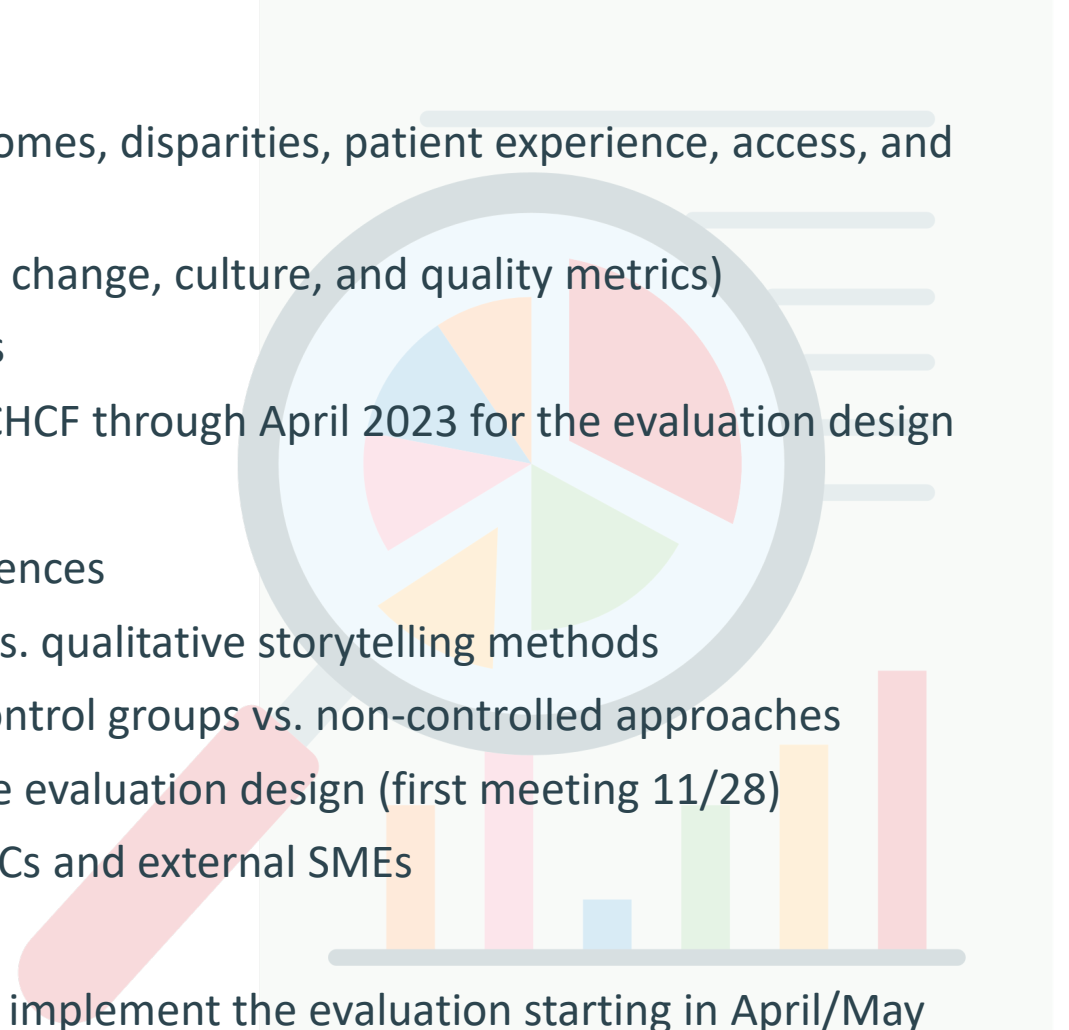 omes, disparities, patient experience, access, and
change, culture, and quality metrics)
s
CHCF through April 2023 for the evaluation design
ences
s. qualitative storytelling methods
ontrol groups vs. non-controlled approaches
e evaluation design (first meeting 11/28)
Cs and external SMEs
implement the evaluation starting in April/May